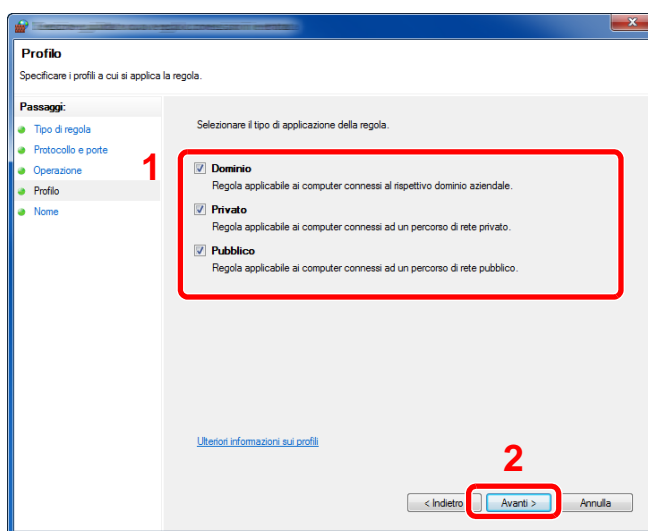 Profilo
Specificare i profili a cui si applica la regola.
Passaggi:
Tipo di regola
Protocollo e porte
Operazione
Profilo
Nome
Selezionare il tipo di applicazione della regola.
1
Dominio
Regola applicabile ai computer connessi al rispettivo dominio aziendale.
Privato
Regola applicabile ai computer connessi ad un percorso di rete privato.
Pubblico
Regola applicabile ai computer connessi ad un percorso di rete pubblico.
Ulteriori informazioni sui profili
2
< Indietro
Avanti >
Annulla